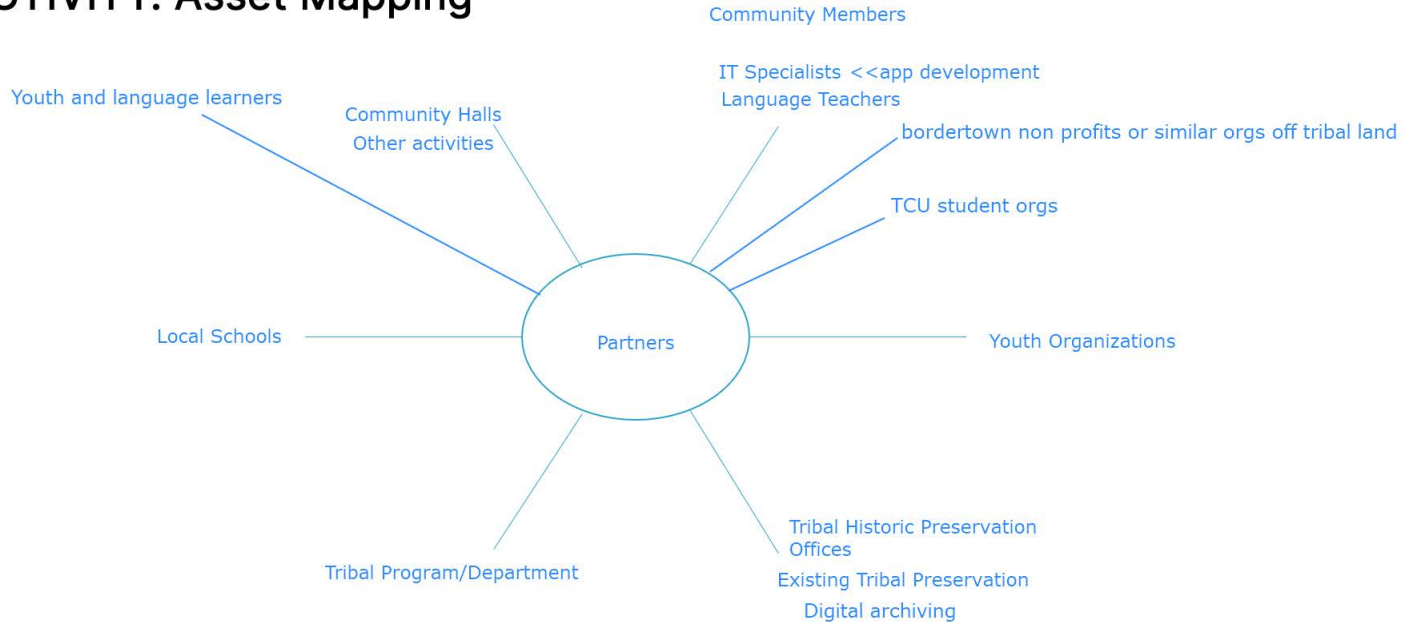 Asset Mapping
Community Members
IT Specialists <<app development
Language Teachers
Youth and language learners
Community Halls
Other activities
bordertown non profits or similar orgs off tribal land
TCU student orgs
Local Schools
Partners
Youth Organizations
Tribal Program/Department
Tribal Historic Preservation
Offices
Existing Tribal Preservation
Digital archiving